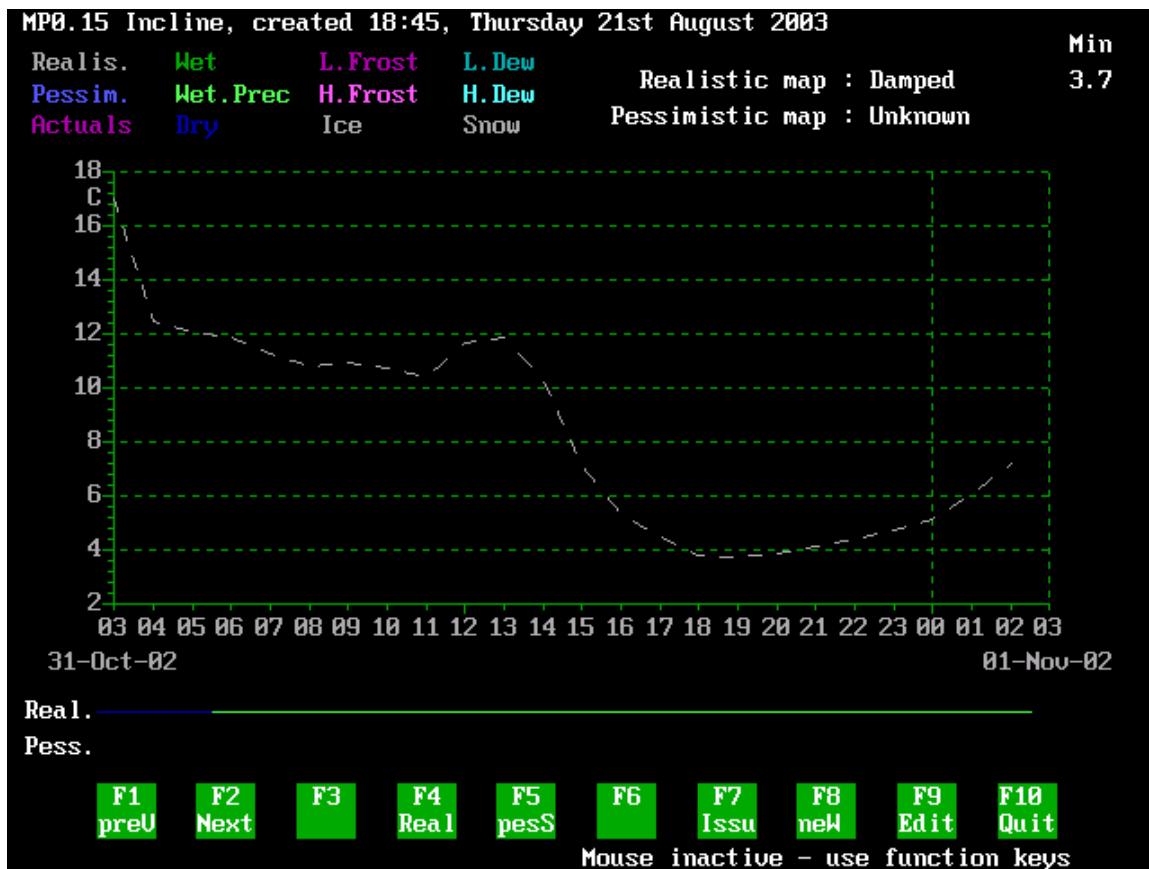 MP0.15 Incline, created 18:45, Thursday 21st August 2003
Min
Realis. Wet L.Frost L.Dew
Realistic map : Damped 3.7
Pessim. Wet.Prec H.Frost H.Dew
Pessimistic map : Unknown
Actuals Dry Ice Snow
18
C
16
14
12
10
8
6
4
2
03 04 05 06 07 08 09 10 11 12 13 14 15 16 17 18 19 20 21 22 23 00 01 02 03
31-Oct-02 01-Nov-02
Real.
Pess.
F1 F2 F3 F4 F5 F6 F7 F8 F9 F10
preV Next Real pesS Issu neW Edit Quit
Mouse inactive - use function keys